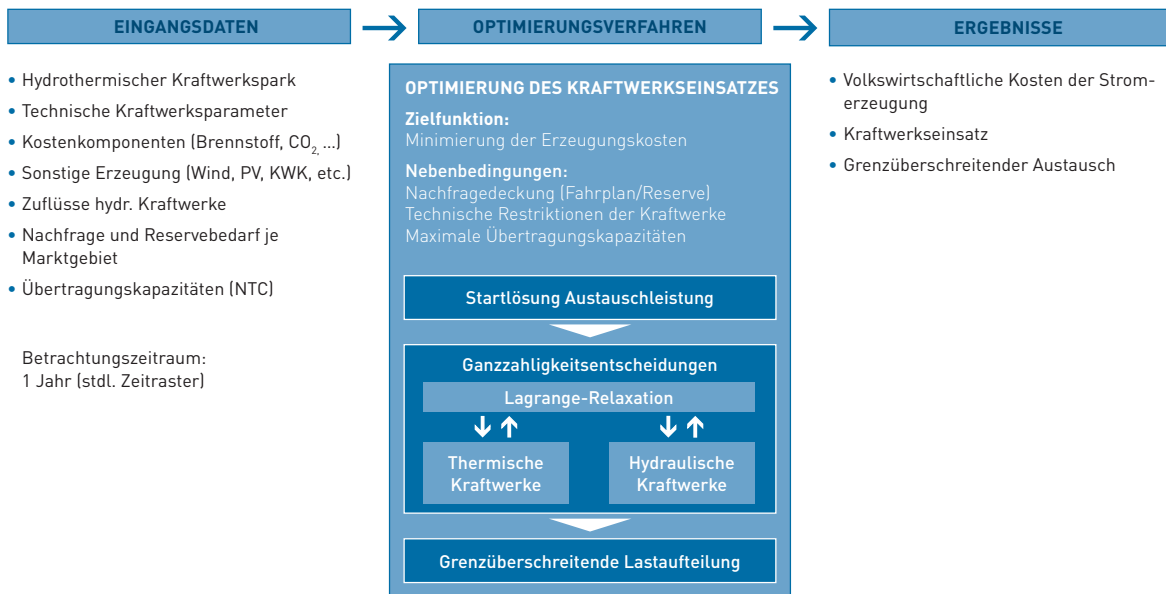 EINGANGSDATEN
OPTIMIERUNGSVERFAHREN
ERGEBNISSE
• Hydrothermischer Kraftwerkspark
• Technische Kraftwerksparameter
• Kostenkomponenten (Brennstoff, CO₂, ...)
• Sonstige Erzeugung (Wind, PV, KWK, etc.)
• Zuflüsse hydr. Kraftwerke
• Nachfrage und Reservebedarf je
Marktgebiet
• Übertragungskapazitäten (NTC)
Betrachtungszeitraum:
1 Jahr (stdl. Zeitraster)
OPTIMIERUNG DES KRAFTWERKSEINSATZES
Zielfunktion:
Minimierung der Erzeugungskosten
Nebenbedingungen:
Nachfragedeckung (Fahrplan/Reserve)
Technische Restriktionen der Kraftwerke
Maximale Übertragungskapazitäten
Startlösung Austauschleistung
Ganzzahligkeitsentscheidungen
Lagrange-Relaxation
Thermische
Kraftwerke
Hydraulische
Kraftwerke
Grenzüberschreitende Lastaufteilung
• Volkswirtschaftliche Kosten der Strom-
erzeugung
• Kraftwerkseinsatz
• Grenzüberschreitender Austausch